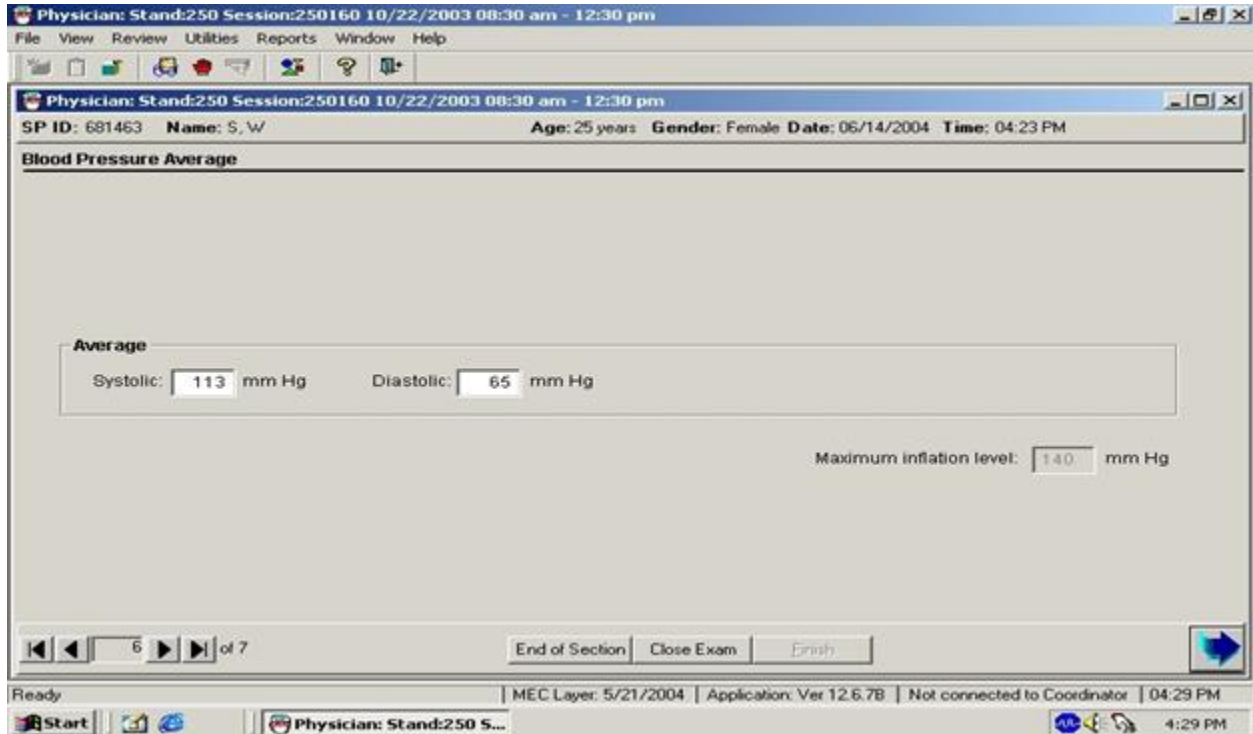 Physician: Stand:250 Session:250160 10/22/2003 08:30 am - 12:30 pm
File View Review Utilities Reports Window Help
Physician: Stand:250 Session:250160 10/22/2003 08:30 am - 12:30 pm
SP ID: 681463 Name: S, W Age: 25 years Gender: Female Date: 06/14/2004 Time: 04:23 PM
Blood Pressure Average
Average
Systolic: 113 mm Hg Diastolic: 65 mm Hg
Maximum inflation level: 140 mm Hg
6 of 7 End of Section Close Exam Finish
Ready MEC Layer: 5/21/2004 Application: Ver 12.6.7B Not connected to Coordinator 04:29 PM
Start Physician: Stand:250 S... 4:29 PM